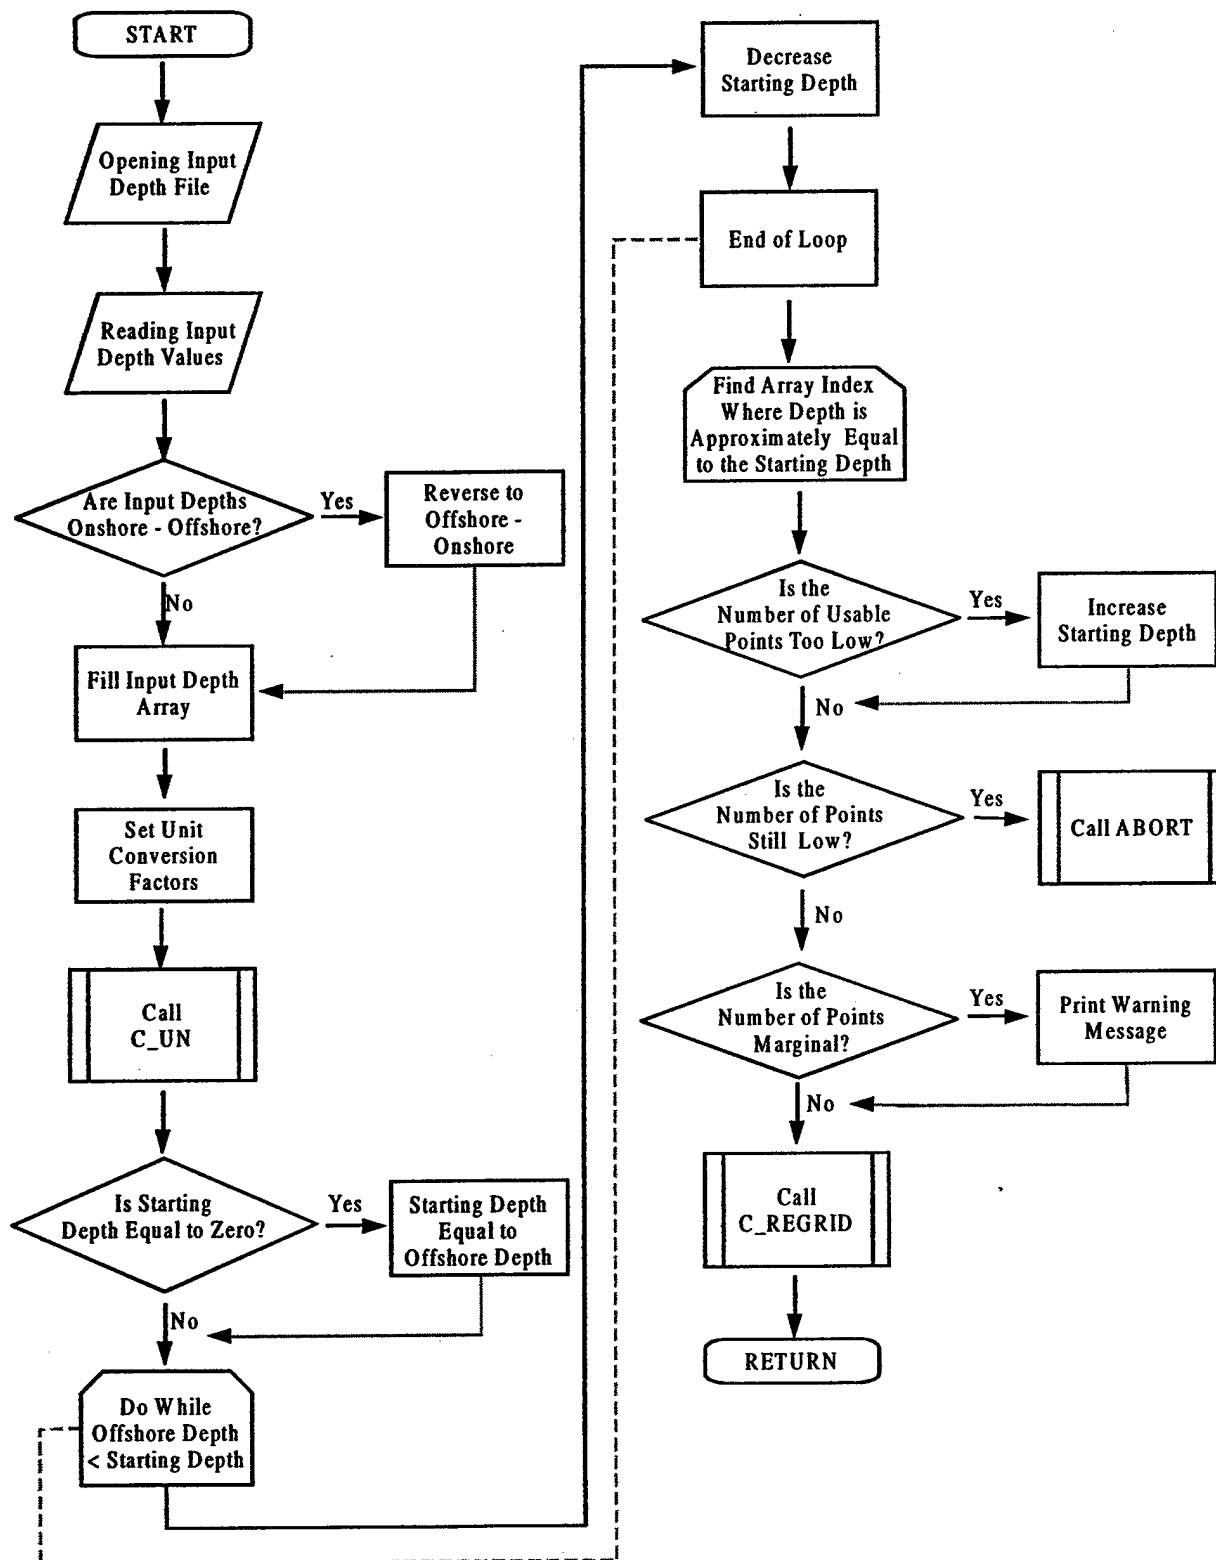 START
Opening Input
Depth File
Reading Input
Depth Values
Are Input Depths
Onshore - Offshore?
Yes
Reverse to
Offshore -
Onshore
No
Fill Input Depth
Array
Set Unit
Conversion
Factors
Call
C_UN
Is Starting
Depth Equal to Zero?
Yes
Starting Depth
Equal to
Offshore Depth
No
Do While
Offshore Depth
< Starting Depth
Decrease
Starting Depth
End of Loop
Find Array Index
Where Depth is
Approximately Equal
to the Starting Depth
Is the
Number of Usable
Points Too Low?
Yes
Increase
Starting Depth
No
Is the
Number of Points
Still Low?
Yes
Call ABORT
No
Is the
Number of Points
Marginal?
Yes
Print Warning
Message
No
Call
C_REGRID
RETURN